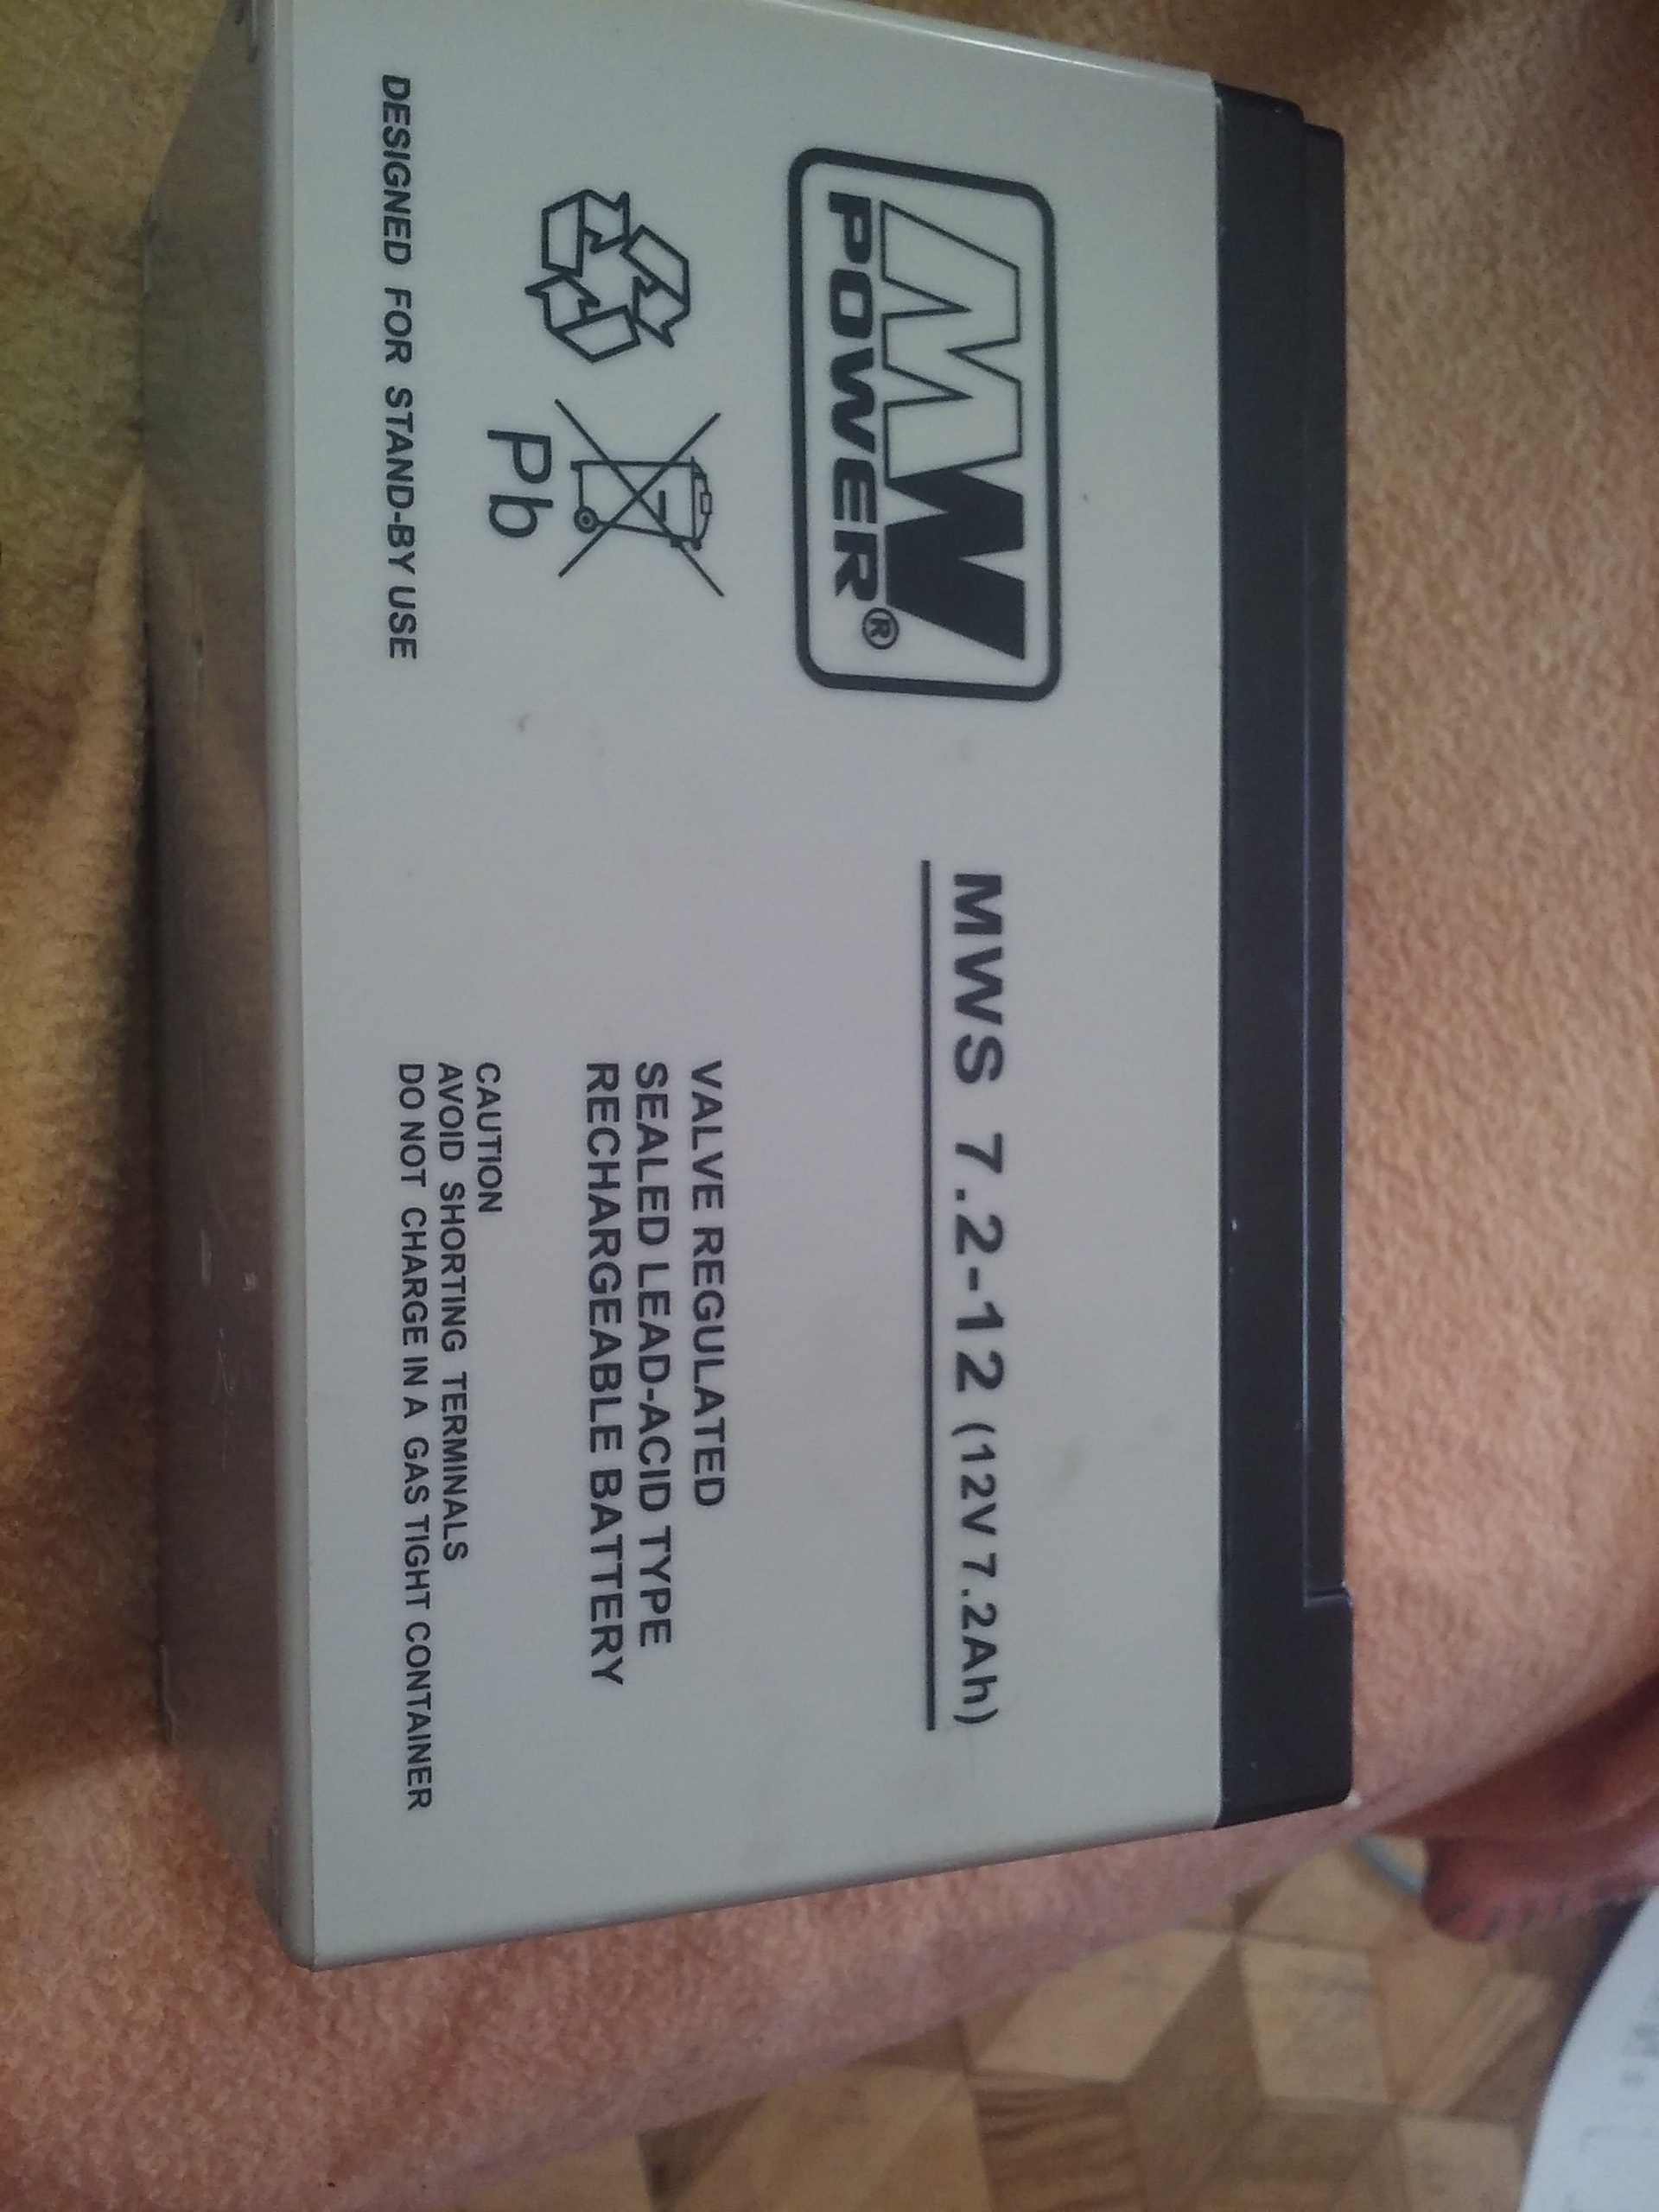 MW
POWER®
MWS 7.2-12 (12V 7.2Ah)
Pb
VALVE REGULATED
SEALED LEAD-ACID TYPE
RECHARGEABLE BATTERY
DESIGNED FOR STAND-BY USE
CAUTION
AVOID SHORTING TERMINALS
DO NOT CHARGE IN A GAS TIGHT CONTAINER